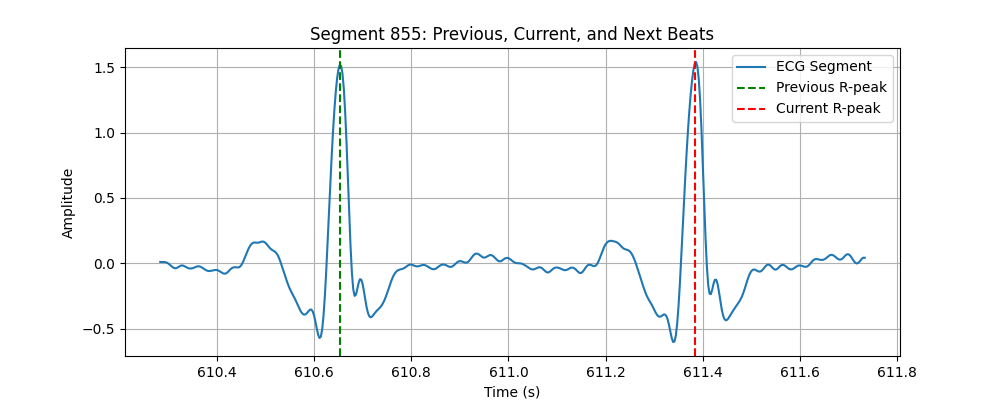 Segment 855: Previous, Current, and Next Beats
ECG Segment
Previous R-peak
Current R-peak
1.5
1.0
0.5
0.0
−0.5
Amplitude
610.4 610.6 610.8 611.0 611.2 611.4 611.6 611.8
Time (s)